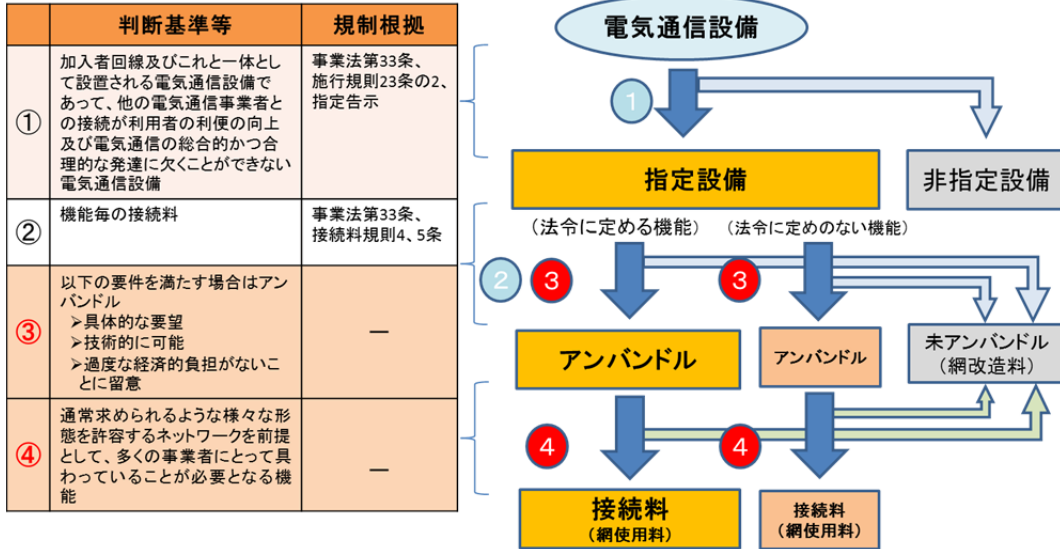 判断基準等
規制根拠
①
加入者回線及びこれと一体とし
て設置される電気通信設備で
あって、他の電気通信事業者と
の接続が利用者の利便の向上
及び電気通信の総合的かつ合
理的な発達に欠くことができない
電気通信設備
事業法第33条、
施行規則23条の2、
指定告示
②
機能毎の接続料
事業法第33条、
接続料規則4、5条
③
以下の要件を満たす場合はアン
バンドル
➢具体的な要望
➢技術的に可能
➢過度な経済的負担がないこ
とに留意
―
④
通常求められるような様々な形
態を許容するネットワークを前提
として、多くの事業者にとって具
わっていることが必要となる機
能
―
電気通信設備
1
指定設備
非指定設備
(法令に定める機能)
(法令に定めのない機能)
2
3
3
アンバンドル
アンバンドル
未アンバンドル
(網改造料)
4
4
接続料
(網使用料)
接続料
(網使用料)